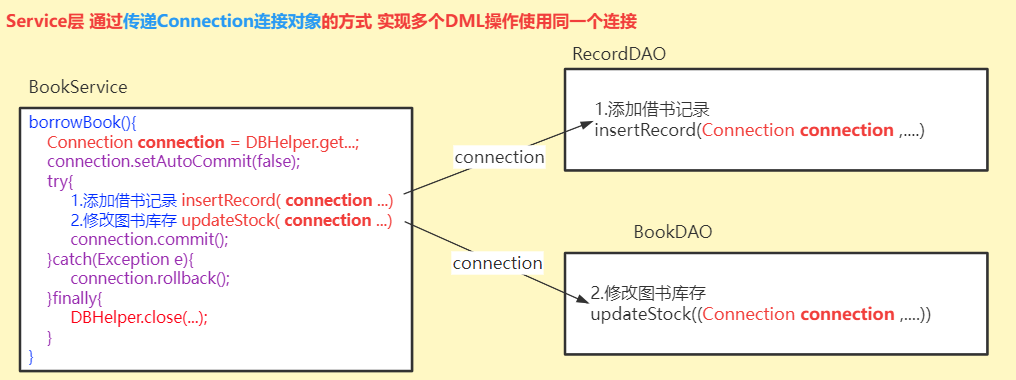 Service层 通过传递Connection连接对象的方式 实现多个DML操作使用同一个连接
BookService
borrowBook(){
Connection connection = DBHelper.get...;
connection.setAutoCommit(false);
try{
1.添加借书记录 insertRecord( connection ...)
2.修改图书库存 updateStock( connection ...)
connection.commit();
}catch(Exception e){
connection.rollback();
}finally{
DBHelper.close(...);
}
}
connection
connection
RecordDAO
1.添加借书记录
insertRecord(Connection connection ,....)
BookDAO
2.修改图书库存
updateStock((Connection connection ,....))